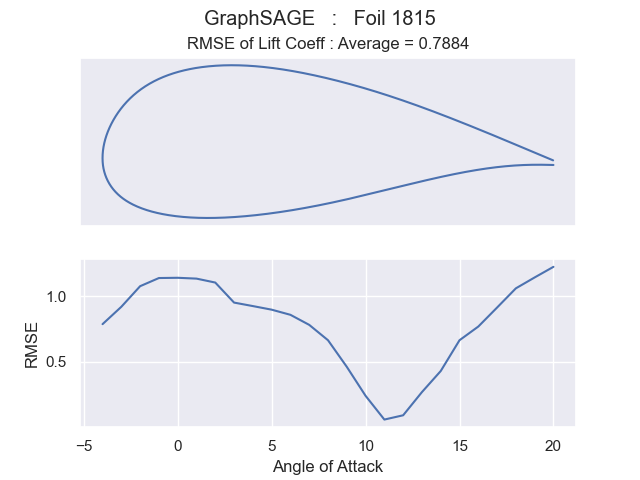 GraphSAGE   :   Foil 1815
RMSE of Lift Coeff : Average = 0.7884
1.0
0.5
RMSE
−5 0 5 10 15 20
Angle of Attack